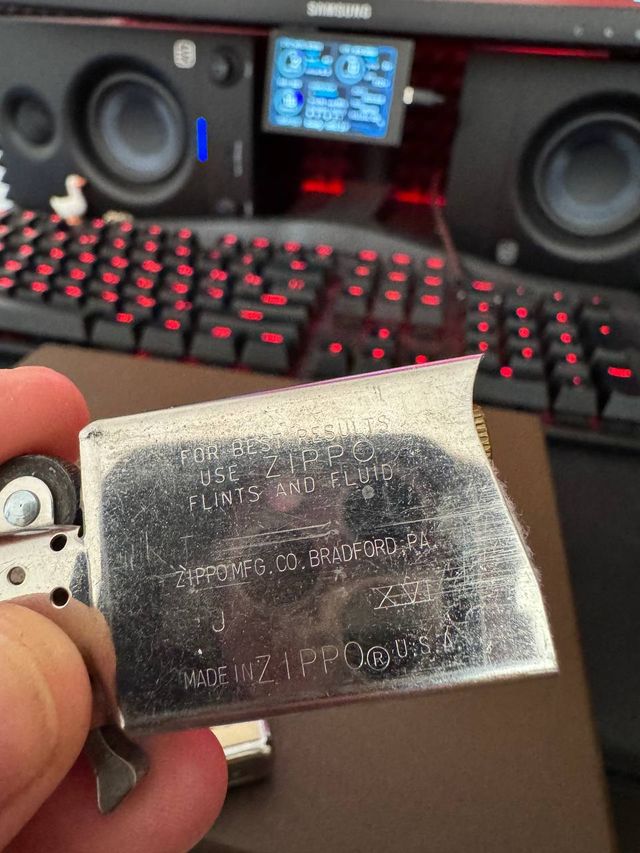 SAMSUNG
FOR BEST RESULTS
USE ZIPPO
FLINTS AND FLUID
ZIPPO MFG. CO. BRADFORD, PA.
J XVI
MADE IN ZIPPO ® U.S.A